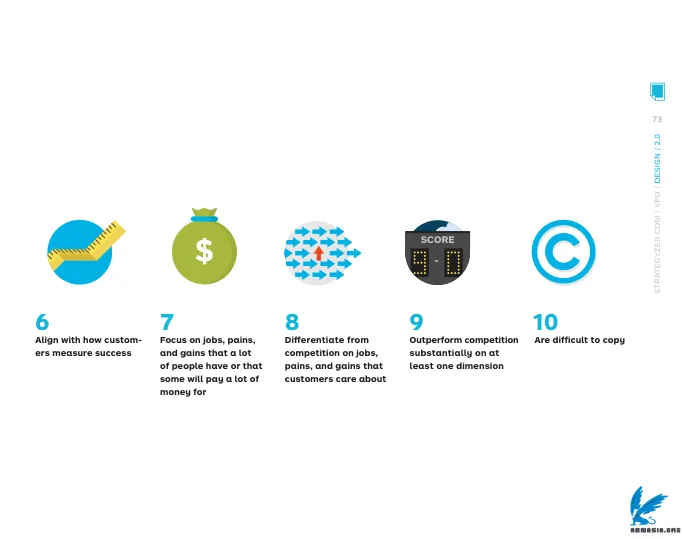 73
STRATEGYZER.COM / VPD / DESIGN / 2.0
$
SCORE
9 - 0
C
6
Align with how custom-
ers measure success
7
Focus on jobs, pains,
and gains that a lot
of people have or that
some will pay a lot of
money for
8
Differentiate from
competition on jobs,
pains, and gains that
customers care about
9
Outperform competition
substantially on at
least one dimension
10
Are difficult to copy
ABMASIA.ORG